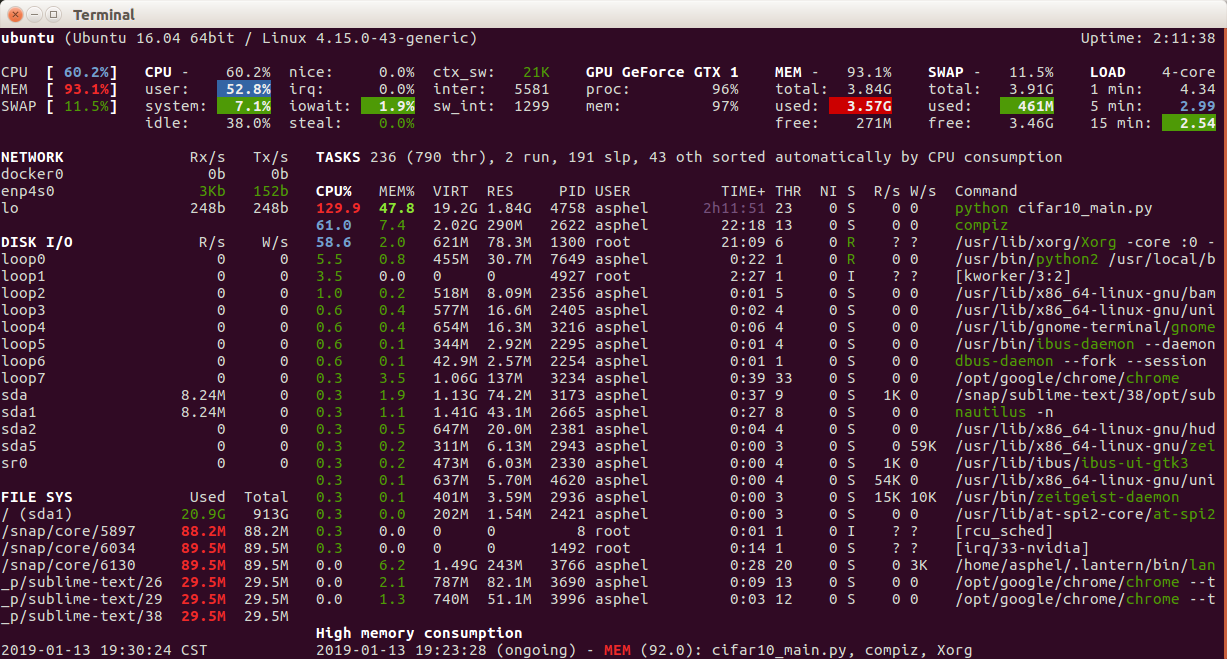 Terminal
ubuntu (Ubuntu 16.04 64bit / Linux 4.15.0-43-generic) Uptime: 2:11:38
CPU [ 60.2%] CPU - 60.2% nice: 0.0% ctx_sw: 21K GPU GeForce GTX 1 MEM - 93.1% SWAP - 11.5% LOAD 4-core
MEM [ 93.1%] user: 52.8% irq: 0.0% inter: 5581 proc: 96% total: 3.84G total: 3.91G 1 min: 4.34
SWAP [ 11.5%] system: 7.1% iowait: 1.9% sw_int: 1299 mem: 97% used: 3.57G used: 461M 5 min: 2.99
idle: 38.0% steal: 0.0% free: 271M free: 3.46G 15 min: 2.54
NETWORK Rx/s Tx/s TASKS 236 (790 thr), 2 run, 191 slp, 43 oth sorted automatically by CPU consumption
docker0 0b 0b
enp4s0 3Kb 152b CPU% MEM% VIRT RES PID USER TIME+ THR NI S R/s W/s Command
lo 248b 248b 129.9 47.8 19.2G 1.84G 4758 asphel 2h11:51 23 0 S 0 0 python cifar10_main.py
61.0 7.4 2.02G 290M 2622 asphel 22:18 13 0 S 0 0 compiz
DISK I/O R/s W/s 58.6 2.0 621M 78.3M 1300 root 21:09 6 0 R ? ? /usr/lib/xorg/Xorg -core :0 -
loop0 0 0 5.5 0.8 455M 30.7M 7649 asphel 0:22 1 0 R 0 0 /usr/bin/python2 /usr/local/b
loop1 0 0 3.5 0.0 0 0 4927 root 2:27 1 0 I ? ? [kworker/3:2]
loop2 0 0 1.0 0.2 518M 8.09M 2356 asphel 0:01 5 0 S 0 0 /usr/lib/x86_64-linux-gnu/bam
loop3 0 0 0.6 0.4 577M 16.6M 2405 asphel 0:02 4 0 S 0 0 /usr/lib/x86_64-linux-gnu/uni
loop4 0 0 0.6 0.4 654M 16.3M 3216 asphel 0:06 4 0 S 0 0 /usr/lib/gnome-terminal/gnome
loop5 0 0 0.6 0.1 344M 2.92M 2295 asphel 0:01 4 0 S 0 0 /usr/bin/ibus-daemon --daemon
loop6 0 0 0.6 0.1 42.9M 2.57M 2254 asphel 0:01 1 0 S 0 0 dbus-daemon --fork --session
loop7 0 0 0.3 3.5 1.06G 137M 3234 asphel 0:39 33 0 S 0 0 /opt/google/chrome/chrome
sda 8.24M 0 0.3 1.9 1.13G 74.2M 3173 asphel 0:37 9 0 S 1K 0 /snap/sublime-text/38/opt/sub
sda1 8.24M 0 0.3 1.1 1.41G 43.1M 2665 asphel 0:27 8 0 S 0 0 nautilus -n
sda2 0 0 0.3 0.5 647M 20.0M 2381 asphel 0:04 4 0 S 0 0 /usr/lib/x86_64-linux-gnu/hud
sda5 0 0 0.3 0.2 311M 6.13M 2943 asphel 0:00 3 0 S 0 59K /usr/lib/x86_64-linux-gnu/zei
sr0 0 0 0.3 0.2 473M 6.03M 2330 asphel 0:00 4 0 S 1K 0 /usr/lib/ibus/ibus-ui-gtk3
0.3 0.1 637M 5.70M 4620 asphel 0:00 4 0 S 54K 0 /usr/lib/x86_64-linux-gnu/uni
FILE SYS Used Total 0.3 0.1 401M 3.59M 2936 asphel 0:00 3 0 S 15K 10K /usr/bin/zeitgeist-daemon
/ (sda1) 20.9G 913G 0.3 0.0 202M 1.54M 2421 asphel 0:00 3 0 S 0 0 /usr/lib/at-spi2-core/at-spi2
/snap/core/5897 88.2M 88.2M 0.3 0.0 0 0 8 root 0:01 1 0 I ? ? [rcu_sched]
/snap/core/6034 89.5M 89.5M 0.3 0.0 0 0 1492 root 0:14 1 0 S ? ? [irq/33-nvidia]
/snap/core/6130 89.5M 89.5M 0.0 6.2 1.49G 243M 3766 asphel 0:28 20 0 S 0 3K /home/asphel/.lantern/bin/lan
_p/sublime-text/26 29.5M 29.5M 0.0 2.1 787M 82.1M 3690 asphel 0:09 13 0 S 0 0 /opt/google/chrome/chrome --t
_p/sublime-text/29 29.5M 29.5M 0.0 1.3 740M 51.1M 3996 asphel 0:03 12 0 S 0 0 /opt/google/chrome/chrome --t
_p/sublime-text/38 29.5M 29.5M
High memory consumption
2019-01-13 19:30:24 CST 2019-01-13 19:23:28 (ongoing) - MEM (92.0): cifar10_main.py, compiz, Xorg